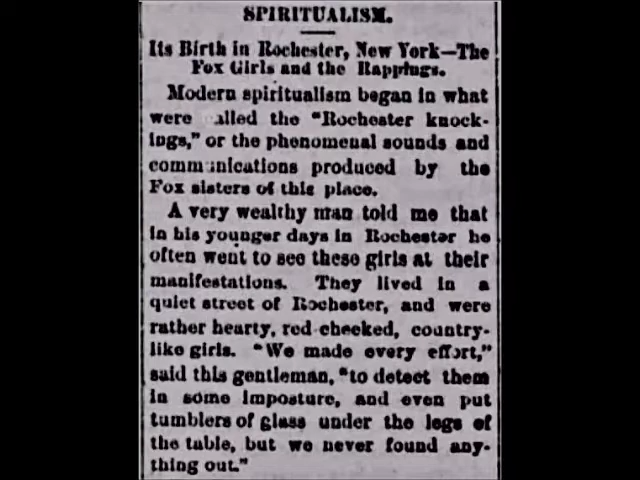 SPIRITUALISM.
Its Birth in Rochester, New York—The
Fox Girls and the Rappings.
Modern spiritualism began in what
were called the "Rochester knock-
ings," or the phenomenal sounds and
communications produced by the
Fox sisters of this place.
A very wealthy man told me that
in his younger days in Rochester he
often went to see these girls at their
manifestations. They lived in a
quiet street of Rochester, and were
rather hearty, red-cheeked, country-
like girls. "We made every effort,"
said this gentleman, "to detect them
in some imposture, and even put
tumblers of glass under the legs of
the table, but we never found any-
thing out."